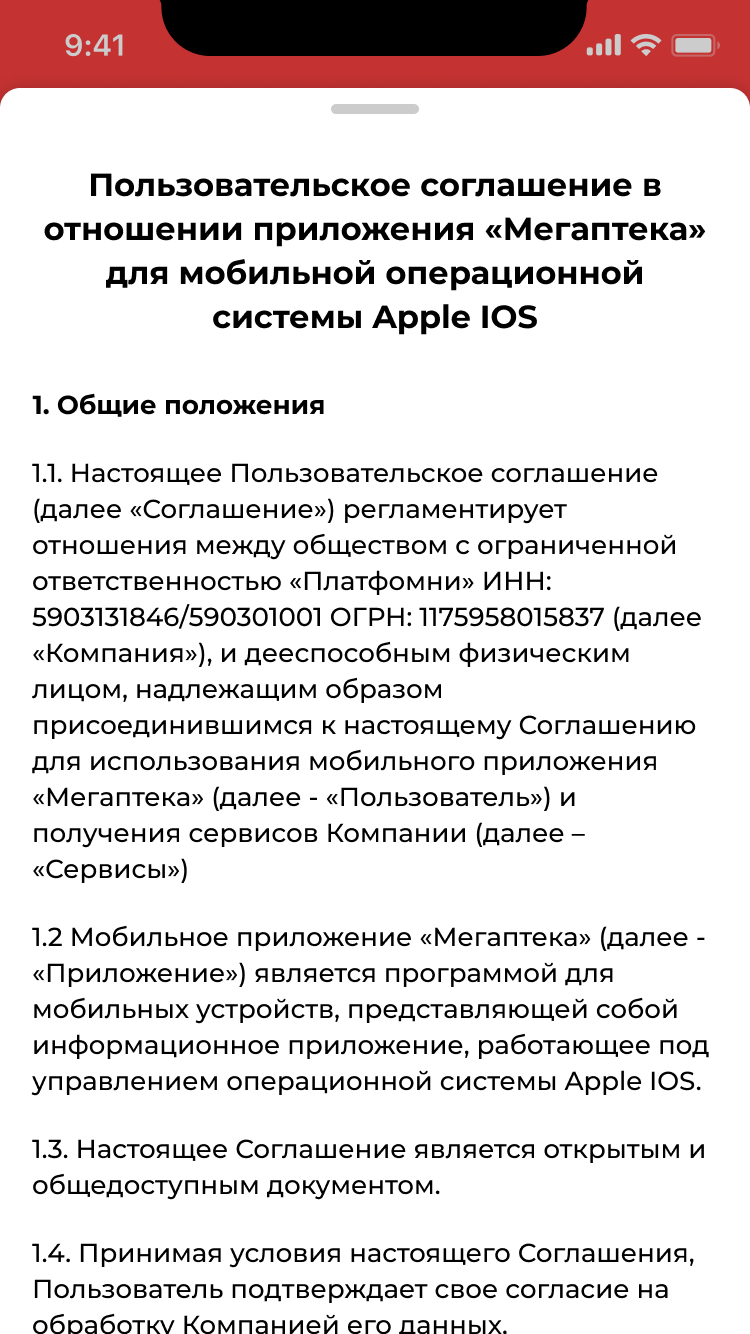 9:41
Пользовательское соглашение в
отношении приложения «Мегаптека»
для мобильной операционной
системы Apple IOS
1. Общие положения
1.1. Настоящее Пользовательское соглашение
(далее «Соглашение») регламентирует
отношения между обществом с ограниченной
ответственностью «Платфомни» ИНН:
5903131846/590301001 ОГРН: 1175958015837 (далее
«Компания»), и дееспособным физическим
лицом, надлежащим образом
присоединившимся к настоящему Соглашению
для использования мобильного приложения
«Мегаптека» (далее - «Пользователь») и
получения сервисов Компании (далее –
«Сервисы»)
1.2 Мобильное приложение «Мегаптека» (далее -
«Приложение») является программой для
мобильных устройств, представляющей собой
информационное приложение, работающее под
управлением операционной системы Apple IOS.
1.3. Настоящее Соглашение является открытым и
общедоступным документом.
1.4. Принимая условия настоящего Соглашения,
Пользователь подтверждает свое согласие на
обработку Компанией его данных.